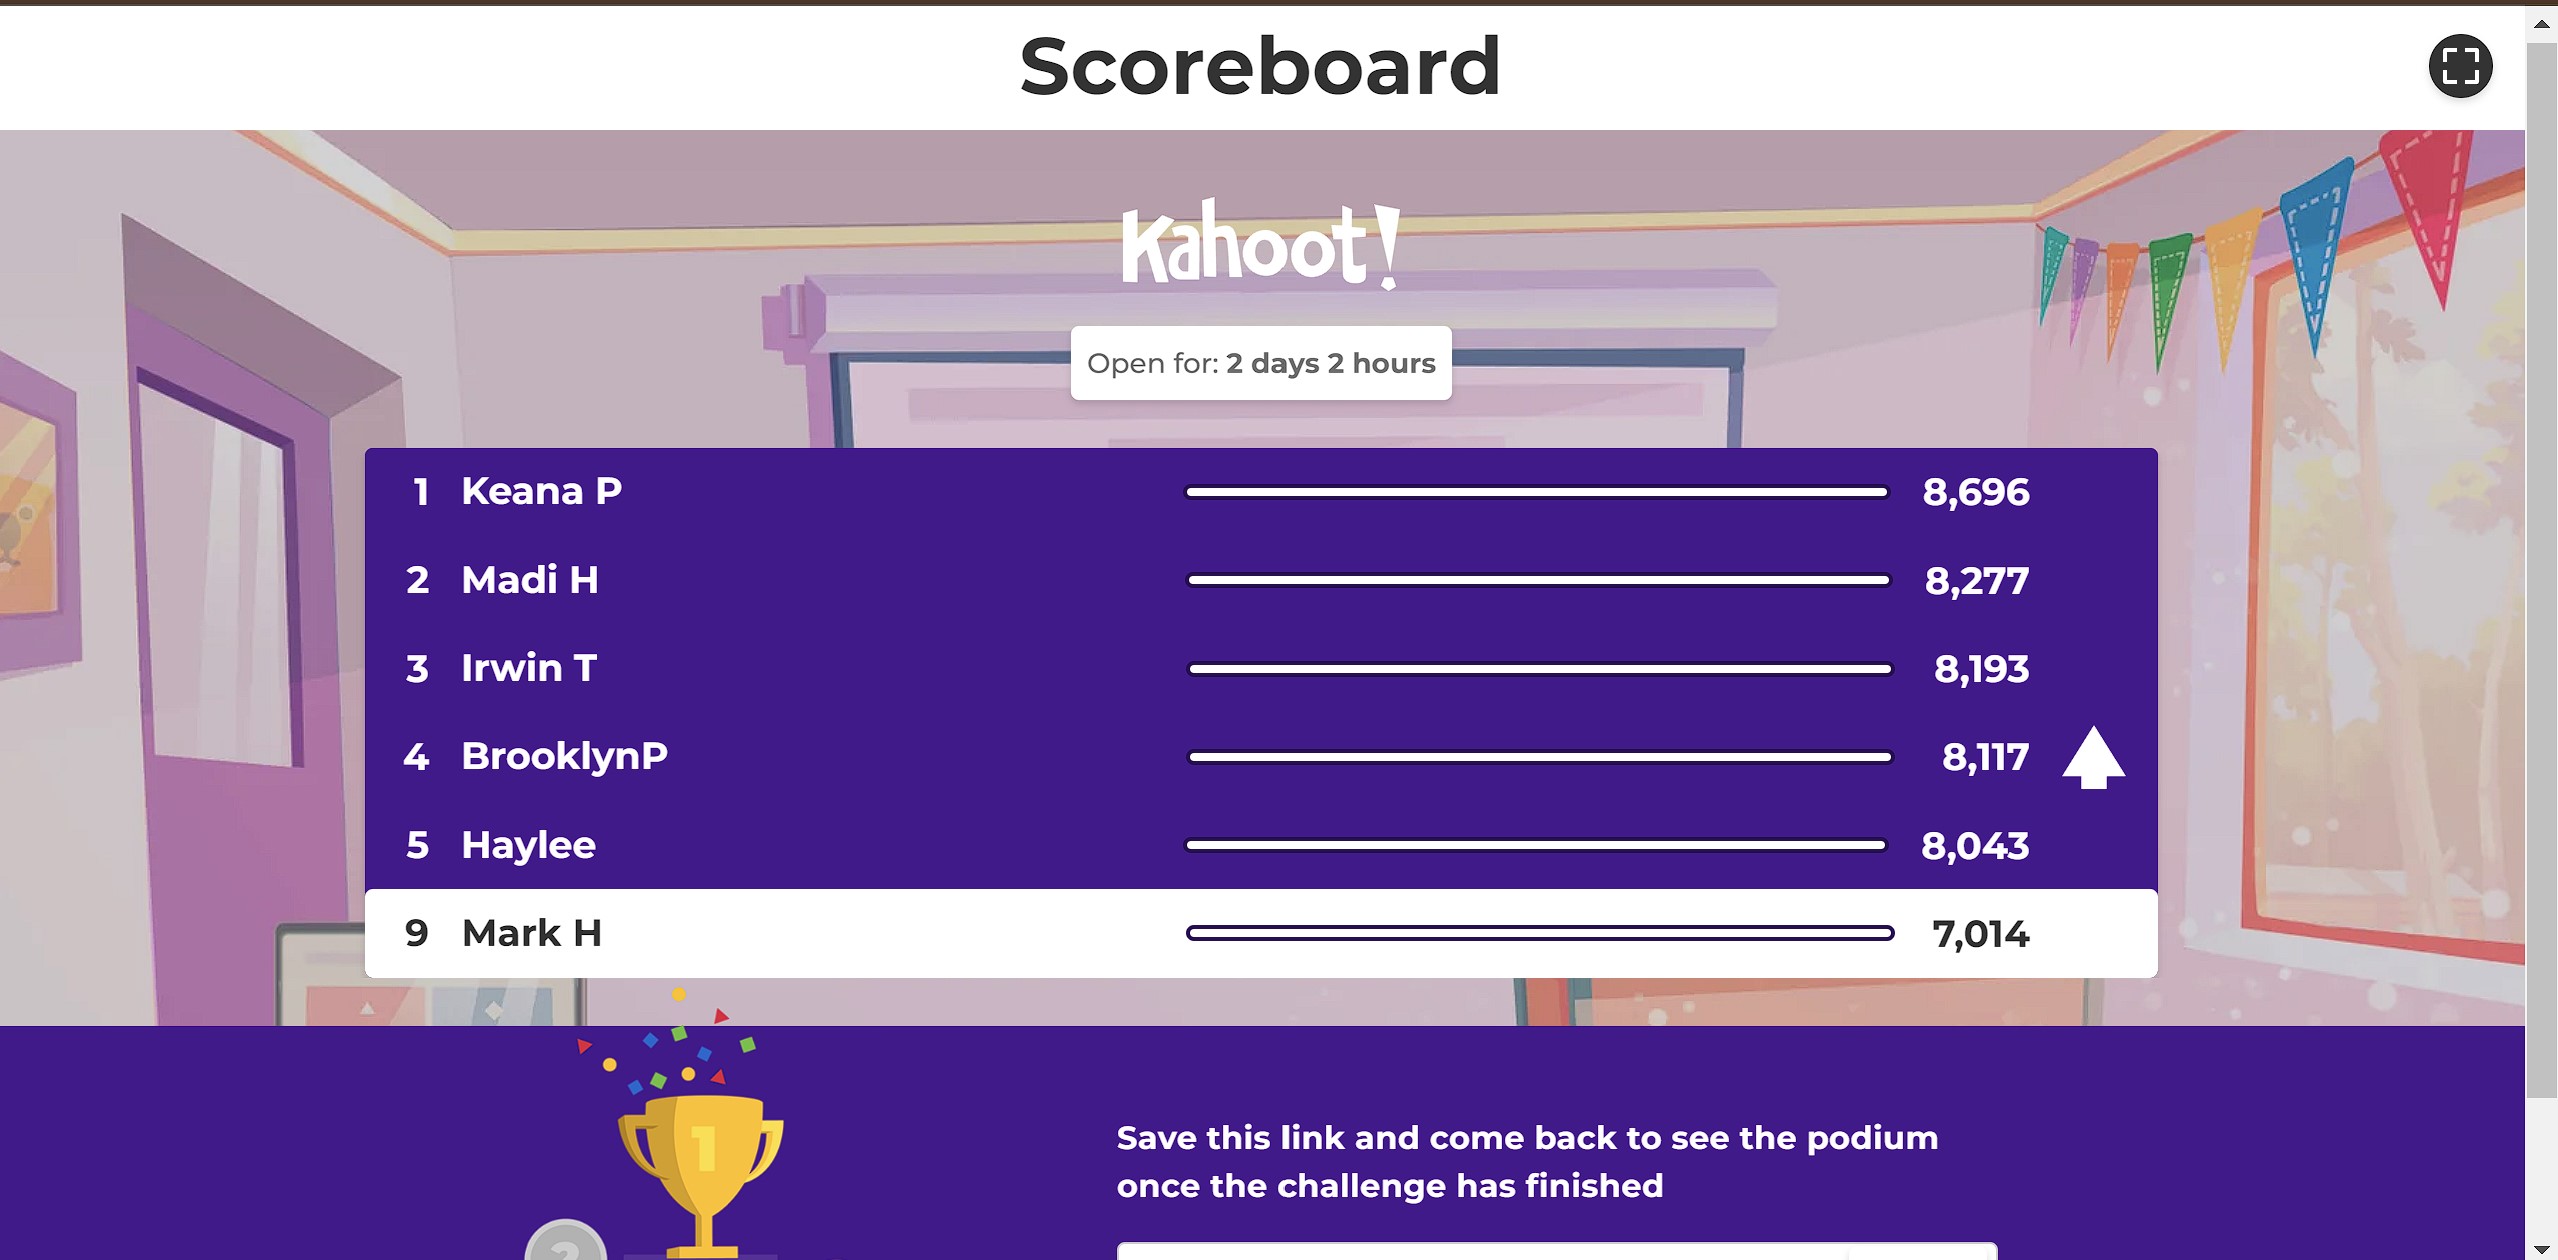 Scoreboard
Kahoot!
Open for: 2 days 2 hours
1 Keana P 8,696
2 Madi H 8,277
3 Irwin T 8,193
4 BrooklynP 8,117
5 Haylee 8,043
9 Mark H 7,014
1
Save this link and come back to see the podium
once the challenge has finished
2